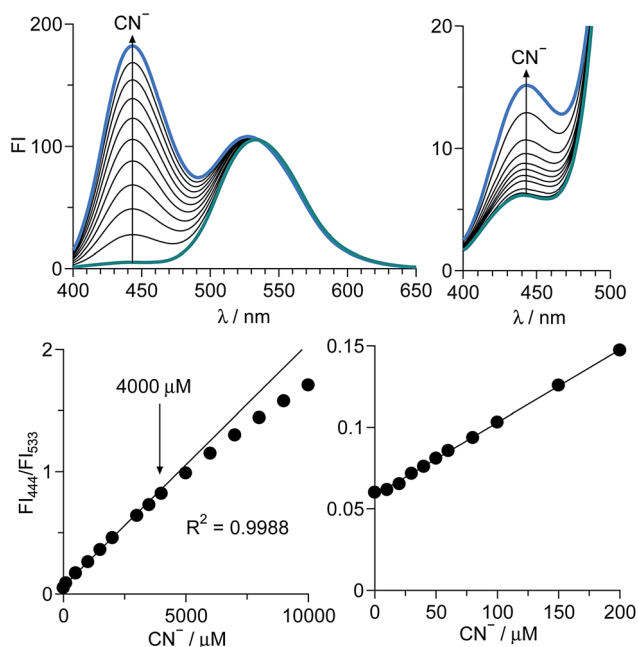 CN⁻
200
100
0
FI
400 450 500 550 600 650
λ / nm
CN⁻
20
10
0
400 450 500
λ / nm
2
1
0
FI₄₄₄/FI₅₃₃
4000 μM
R² = 0.9988
0 5000 10000
CN⁻ / μM
0.15
0.1
0.05
0
0 50 100 150 200
CN⁻ / μM